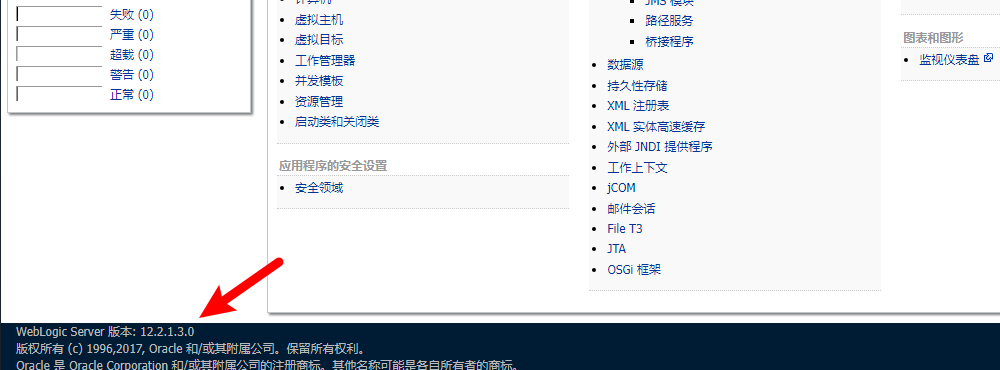 失败 (0)
严重 (0)
超载 (0)
警告 (0)
正常 (0)
计算机
虚拟主机
虚拟目标
工作管理器
并发模板
资源管理
启动类和关闭类
应用程序的安全设置
安全领域
JMS 模块
路径服务
桥接程序
数据源
持久性存储
XML 注册表
XML 实体高速缓存
外部 JNDI 提供程序
工作上下文
jCOM
邮件会话
File T3
JTA
OSGi 框架
图表和图形
监视仪表盘
WebLogic Server 版本: 12.2.1.3.0
版权所有 (c) 1996,2017, Oracle 和/或其附属公司。保留所有权利。
Oracle 是 Oracle Corporation 和/或其附属公司的注册商标。其他名称可能是各自所有者的商标。